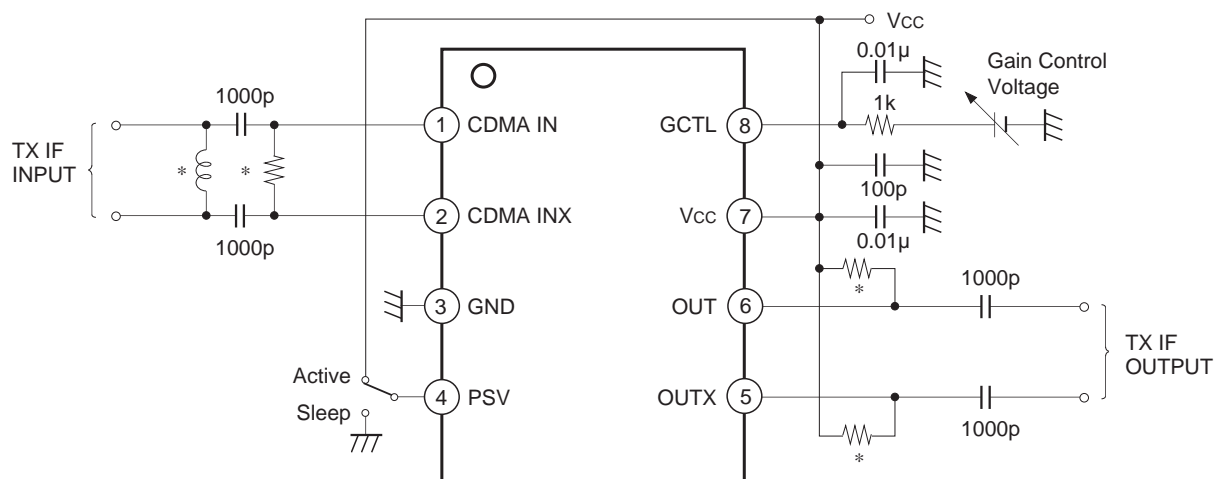 VCC
0.01µ
Gain Control
Voltage
1000p
1k
1
CDMA IN
GCTL
8
TX IF
INPUT
*
*
100p
2
CDMA INX
VCC
7
1000p
0.01µ
*
1000p
3
GND
OUT
6
TX IF
OUTPUT
Active
4
PSV
OUTX
5
Sleep
1000p
*